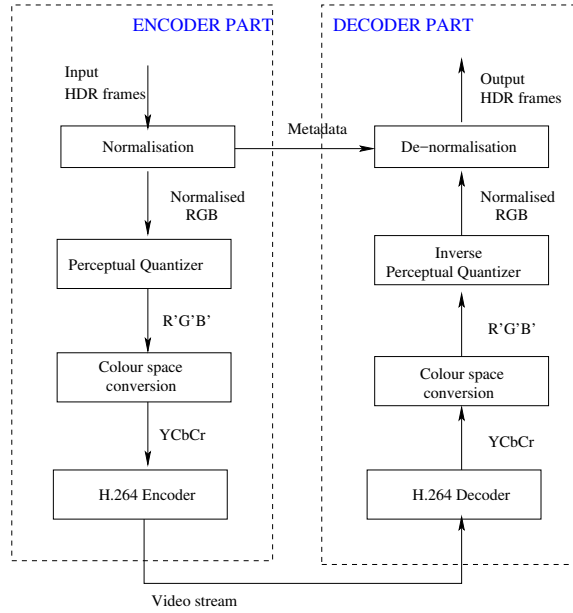 ENCODER PART
Input
HDR frames
Normalisation
Metadata
Normalised
RGB
Perceptual Quantizer
R'G'B'
Colour space
conversion
YCbCr
H.264 Encoder
Video stream
DECODER PART
Output
HDR frames
De−normalisation
Normalised
RGB
Inverse
Perceptual Quantizer
R'G'B'
Colour space
conversion
YCbCr
H.264 Decoder